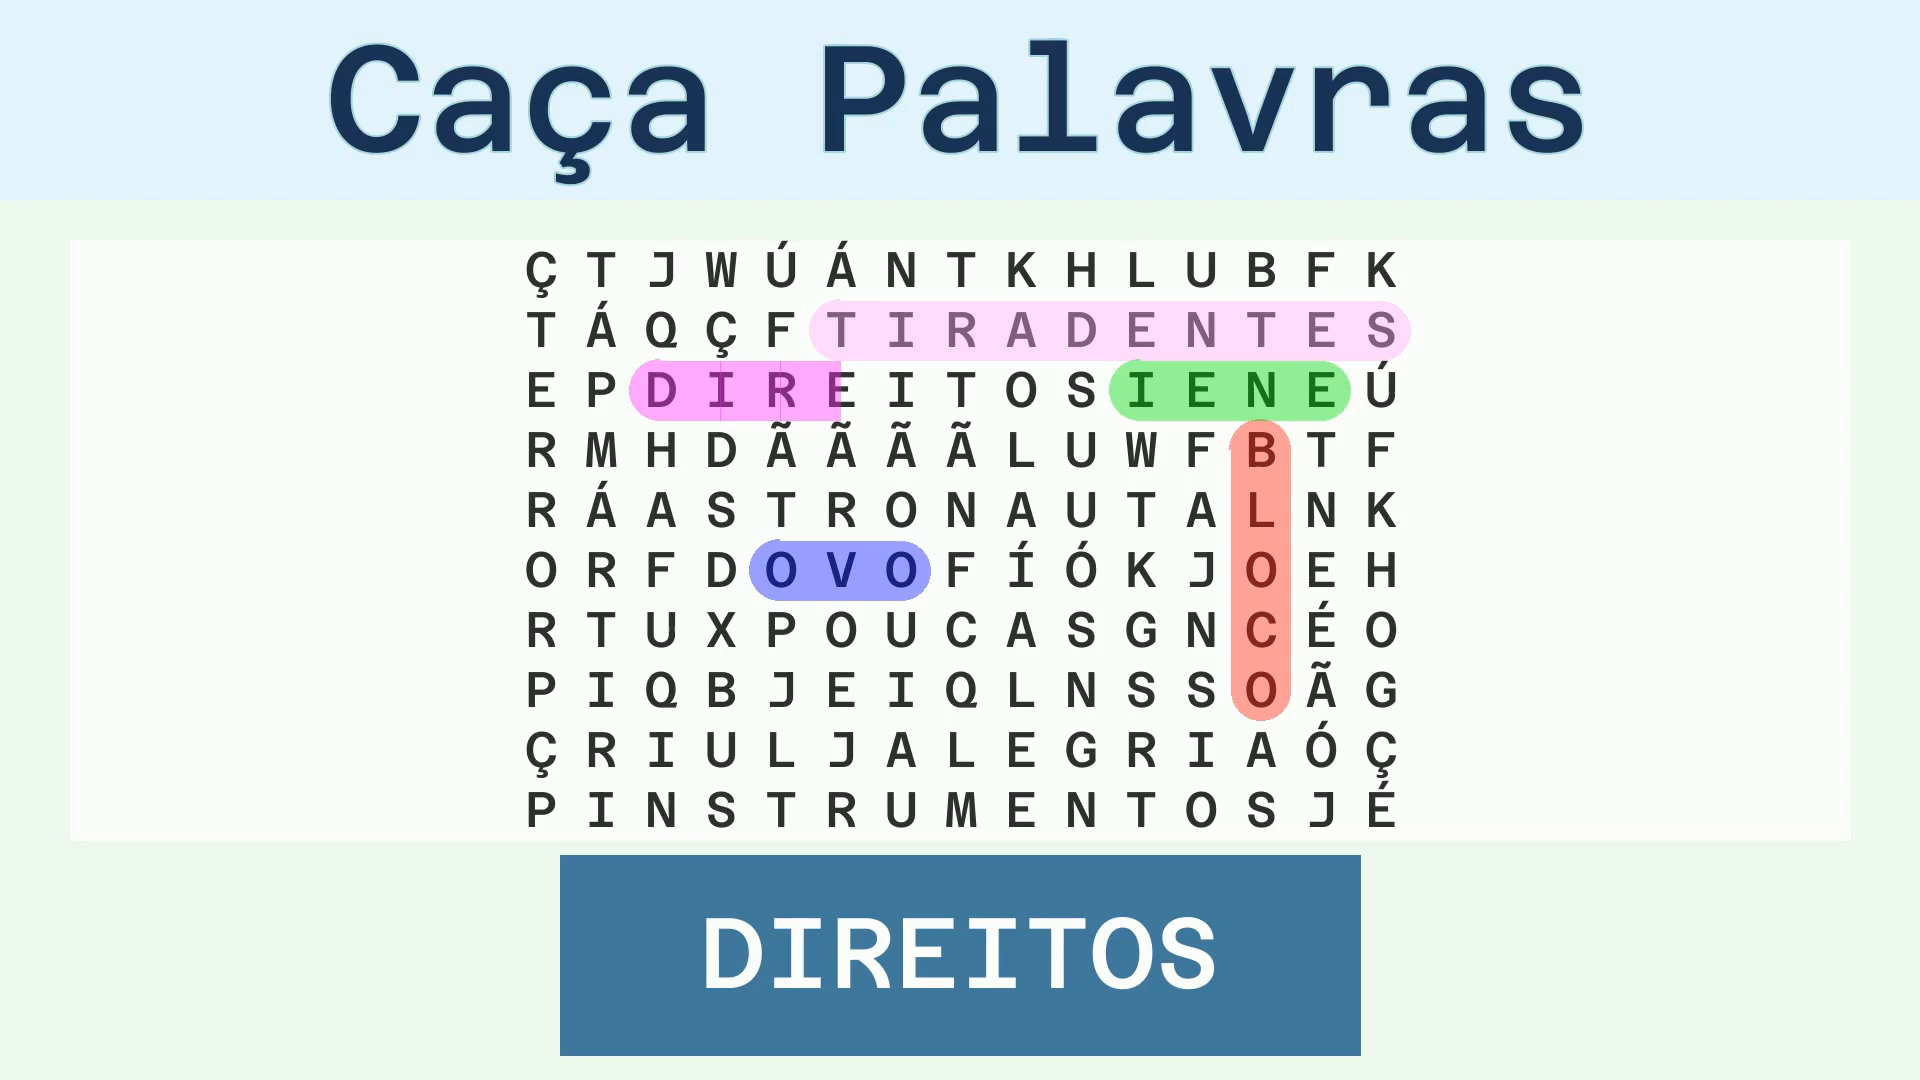 Caça Palavras
Ç T J W Ú Á N T K H L U B F K
T Á Q Ç F T I R A D E N T E S
E P D I R E I T O S I E N E Ú
R M H D Ã Ã Ã Ã L U W F B T F
R Á A S T R O N A U T A L N K
O R F D O V O F Í Ó K J O E H
R T U X P O U C A S G N C É O
P I Q B J E I Q L N S S O Ã G
Ç R I U L J A L E G R I A Ó Ç
P I N S T R U M E N T O S J É
DIREITOS